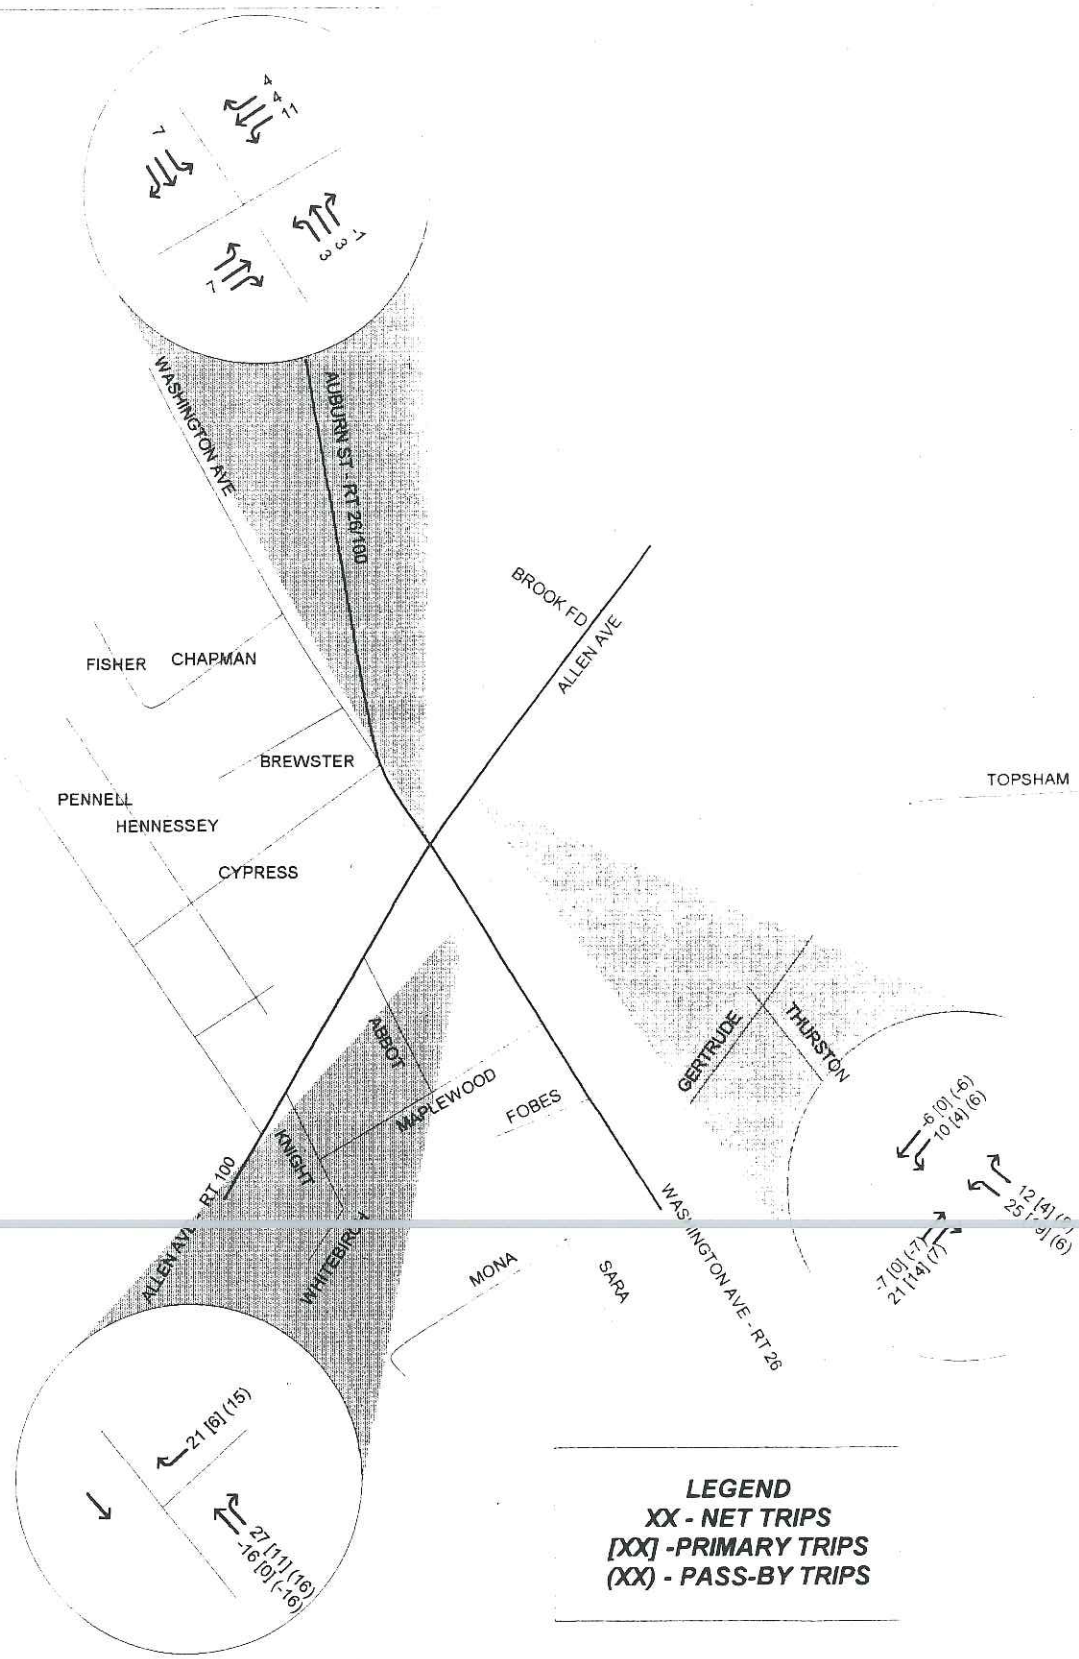 4
4
11
7
-1
3
3
7
WASHINGTON AVE
AUBURN ST - RT 26/100
BROOK FD
ALLEN AVE
FISHER
CHAPMAN
BREWSTER
PENNELL
HENNESSEY
CYPRESS
TOPSHAM
GERTRUDE
THURSTON
ABBOT
MAPLEWOOD
FOBES
KNIGHT
ALLEN AVE - RT 100
WHITEBIRCH
MONA
SARA
WASHINGTON AVE - RT 26
-6 [0] (-6)
10 [4] (6)
12 [4]
25 (6)
-7 [0] (-7)
21 [14] (7)
21 [6] (15)
27 [11] (16)
-16 [0] (-16)
LEGEND
XX - NET TRIPS
[XX] -PRIMARY TRIPS
(XX) - PASS-BY TRIPS